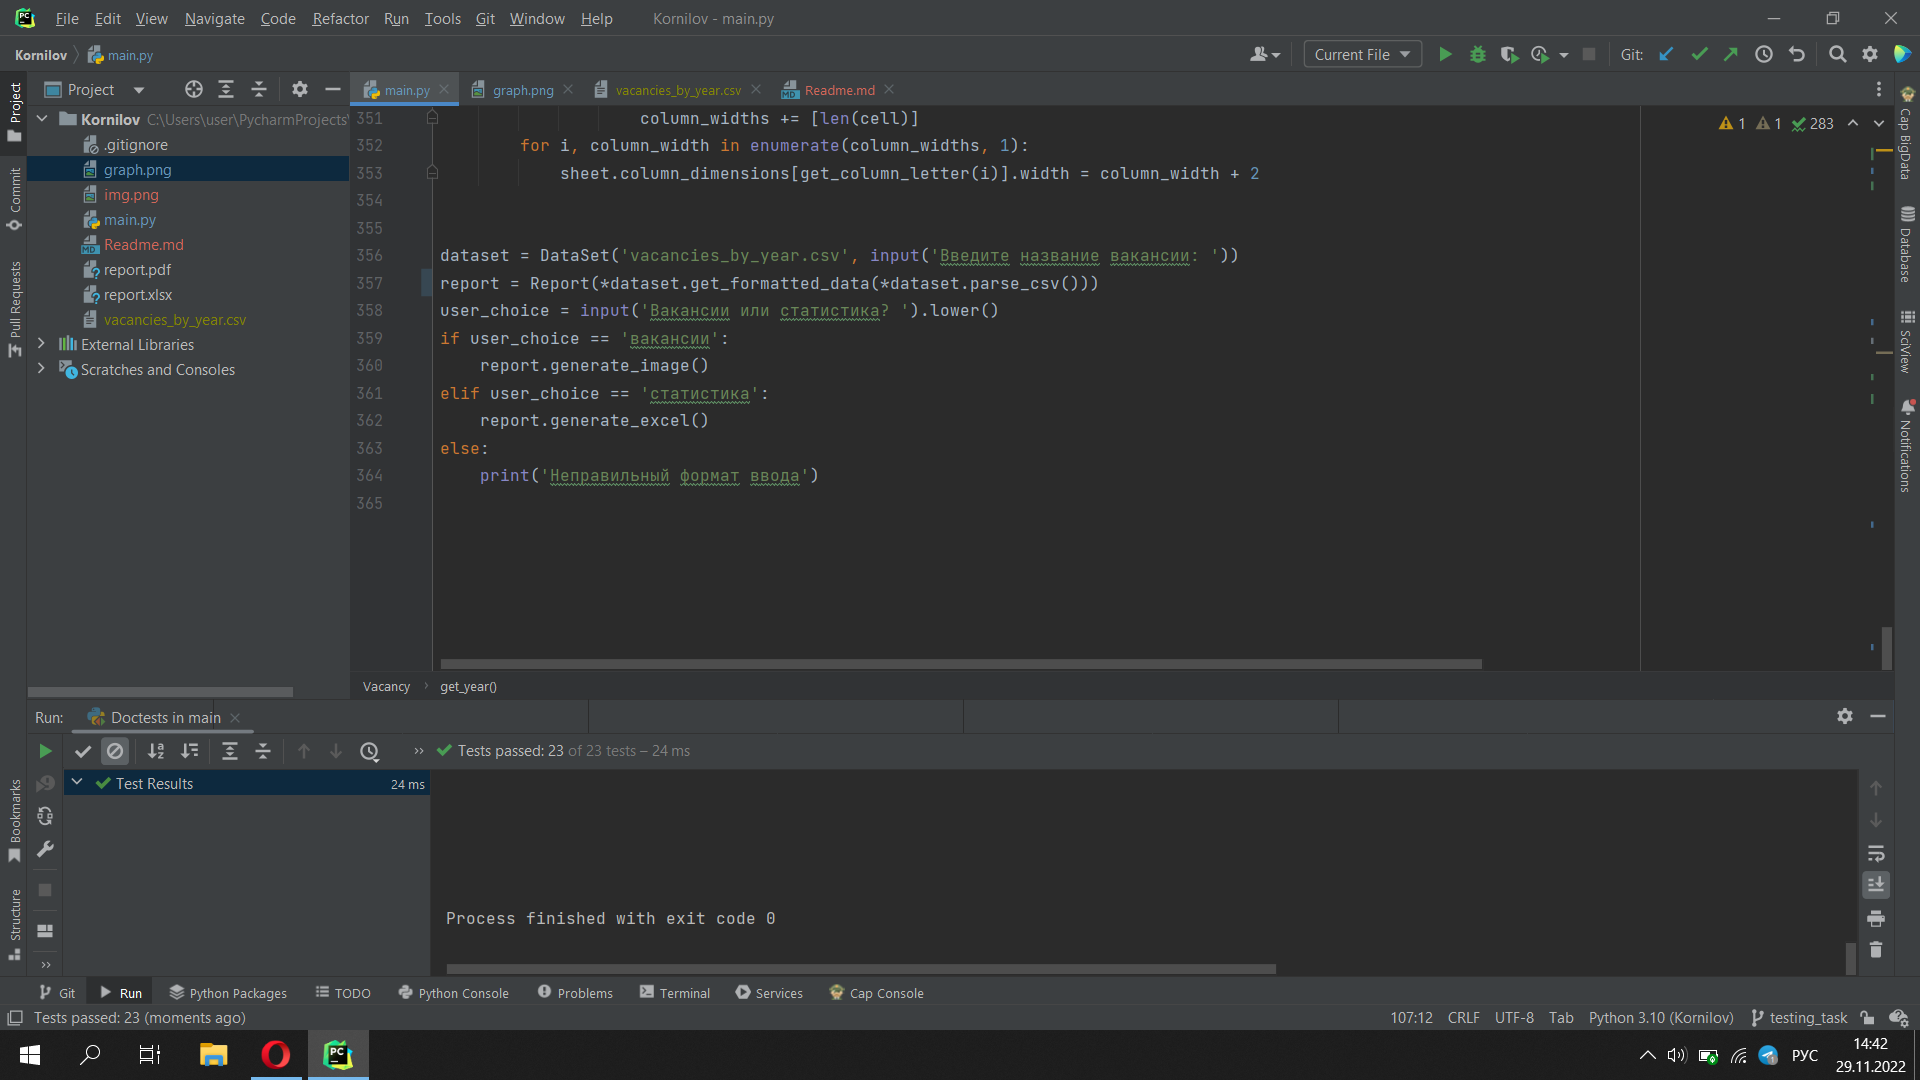 File Edit View Navigate Code Refactor Run Tools Git Window Help Kornilov - main.py
Kornilov main.py Current File Git:
Project
main.py graph.png vacancies_by_year.csv Readme.md
Kornilov C:\Users\user\PycharmProjects\
.gitignore
graph.png
img.png
main.py
Readme.md
report.pdf
report.xlsx
vacancies_by_year.csv
External Libraries
Scratches and Consoles
Project
Commit
Pull Requests
Bookmarks
Structure
1 1 283
351 column_widths += [len(cell)]
352 for i, column_width in enumerate(column_widths, 1):
353 sheet.column_dimensions[get_column_letter(i)].width = column_width + 2
354
355
356 dataset = DataSet('vacancies_by_year.csv', input('Введите название вакансии: '))
357 report = Report(*dataset.get_formatted_data(*dataset.parse_csv()))
358 user_choice = input('Вакансии или статистика? ').lower()
359 if user_choice == 'вакансии':
360 report.generate_image()
361 elif user_choice == 'статистика':
362 report.generate_excel()
363 else:
364 print('Неправильный формат ввода')
365
Vacancy get_year()
Cap BigData
Database
SciView
Notifications
Run: Doctests in main
Tests passed: 23 of 23 tests – 24 ms
Test Results 24 ms
Process finished with exit code 0
Git Run Python Packages TODO Python Console Problems Terminal Services Cap Console
Tests passed: 23 (moments ago) 107:12 CRLF UTF-8 Tab Python 3.10 (Kornilov) testing_task
РУС
14:42
29.11.2022